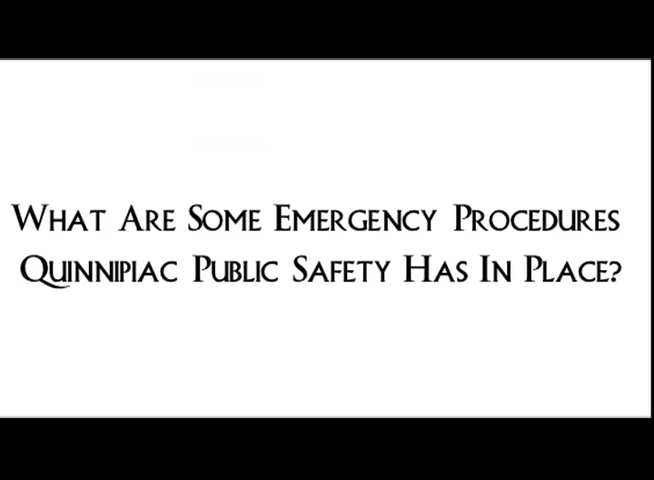 What Are Some Emergency Procedures
Quinnipiac Public Safety Has In Place?